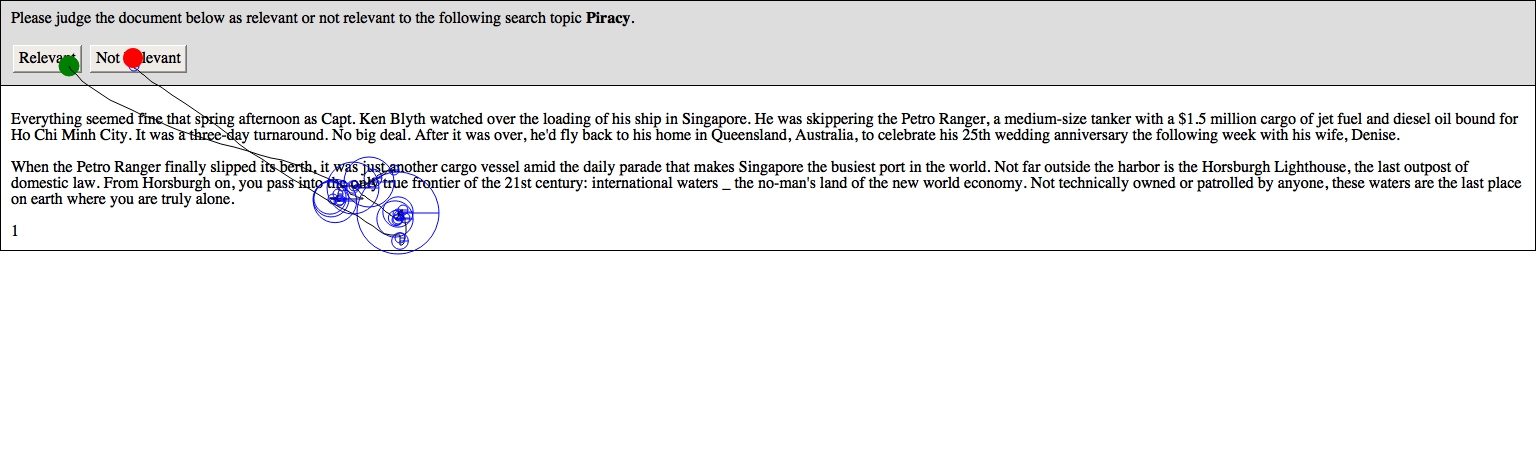 Please judge the document below as relevant or not relevant to the following search topic Piracy.
Relevant Not Relevant
Everything seemed fine that spring afternoon as Capt. Ken Blyth watched over the loading of his ship in Singapore. He was skippering the Petro Ranger, a medium-size tanker with a $1.5 million cargo of jet fuel and diesel oil bound for
Ho Chi Minh City. It was a three-day turnaround. No big deal. After it was over, he'd fly back to his home in Queensland, Australia, to celebrate his 25th wedding anniversary the following week with his wife, Denise.
When the Petro Ranger finally slipped its berth, it was just another cargo vessel amid the daily parade that makes Singapore the busiest port in the world. Not far outside the harbor is the Horsburgh Lighthouse, the last outpost of
domestic law. From Horsburgh on, you pass into the only true frontier of the 21st century: international waters _ the no-man's land of the new world economy. Not technically owned or patrolled by anyone, these waters are the last place
on earth where you are truly alone.
1